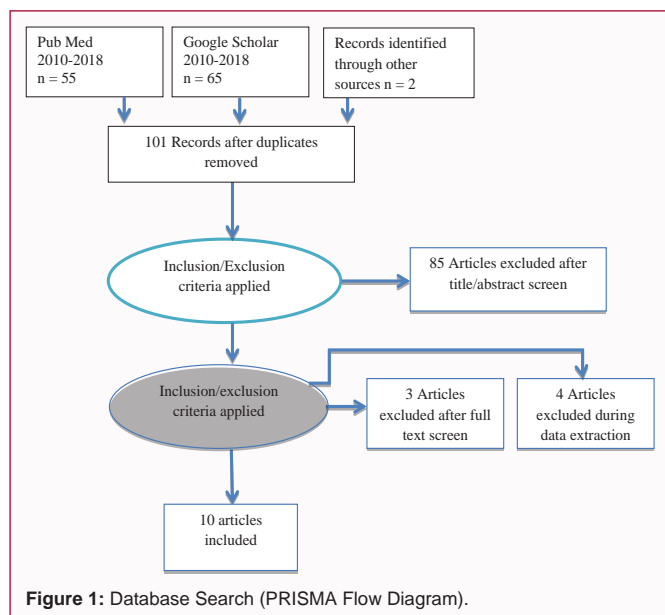 Pub Med
2010-2018
n = 55
Google Scholar
2010-2018
n = 65
Records identified
through other
sources n = 2
101 Records after duplicates
removed
Inclusion/Exclusion
criteria applied
85 Articles excluded after
title/abstract screen
Inclusion/exclusion
criteria applied
3 Articles
excluded after full
text screen
4 Articles
excluded during
data extraction
10 articles
included
Figure 1: Database Search (PRISMA Flow Diagram).